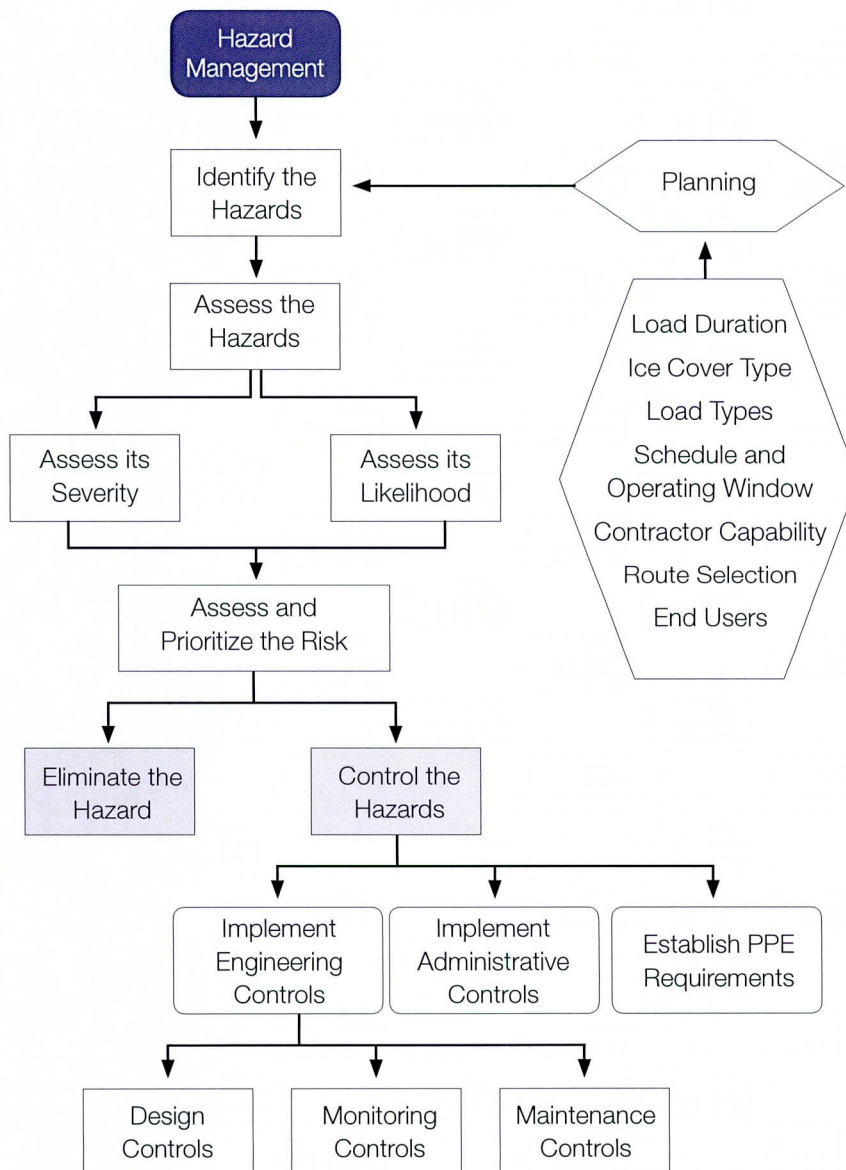 Hazard
Management
Identify the
Hazards
Planning
Assess the
Hazards
Load Duration
Ice Cover Type
Load Types
Schedule and
Operating Window
Contractor Capability
Route Selection
End Users
Assess its
Severity
Assess its
Likelihood
Assess and
Prioritize the Risk
Eliminate the
Hazard
Control the
Hazards
Implement
Engineering
Controls
Implement
Administrative
Controls
Establish PPE
Requirements
Design
Controls
Monitoring
Controls
Maintenance
Controls